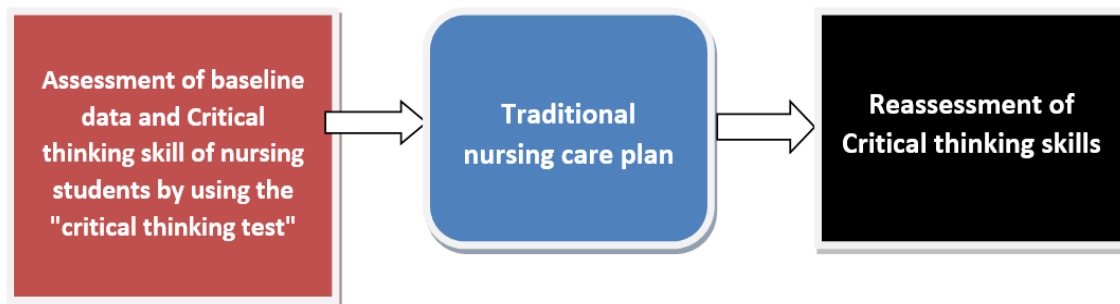 Assessment of baseline
data and Critical
thinking skill of nursing
students by using the
"critical thinking test"
Traditional
nursing care plan
Reassessment of
Critical thinking skills